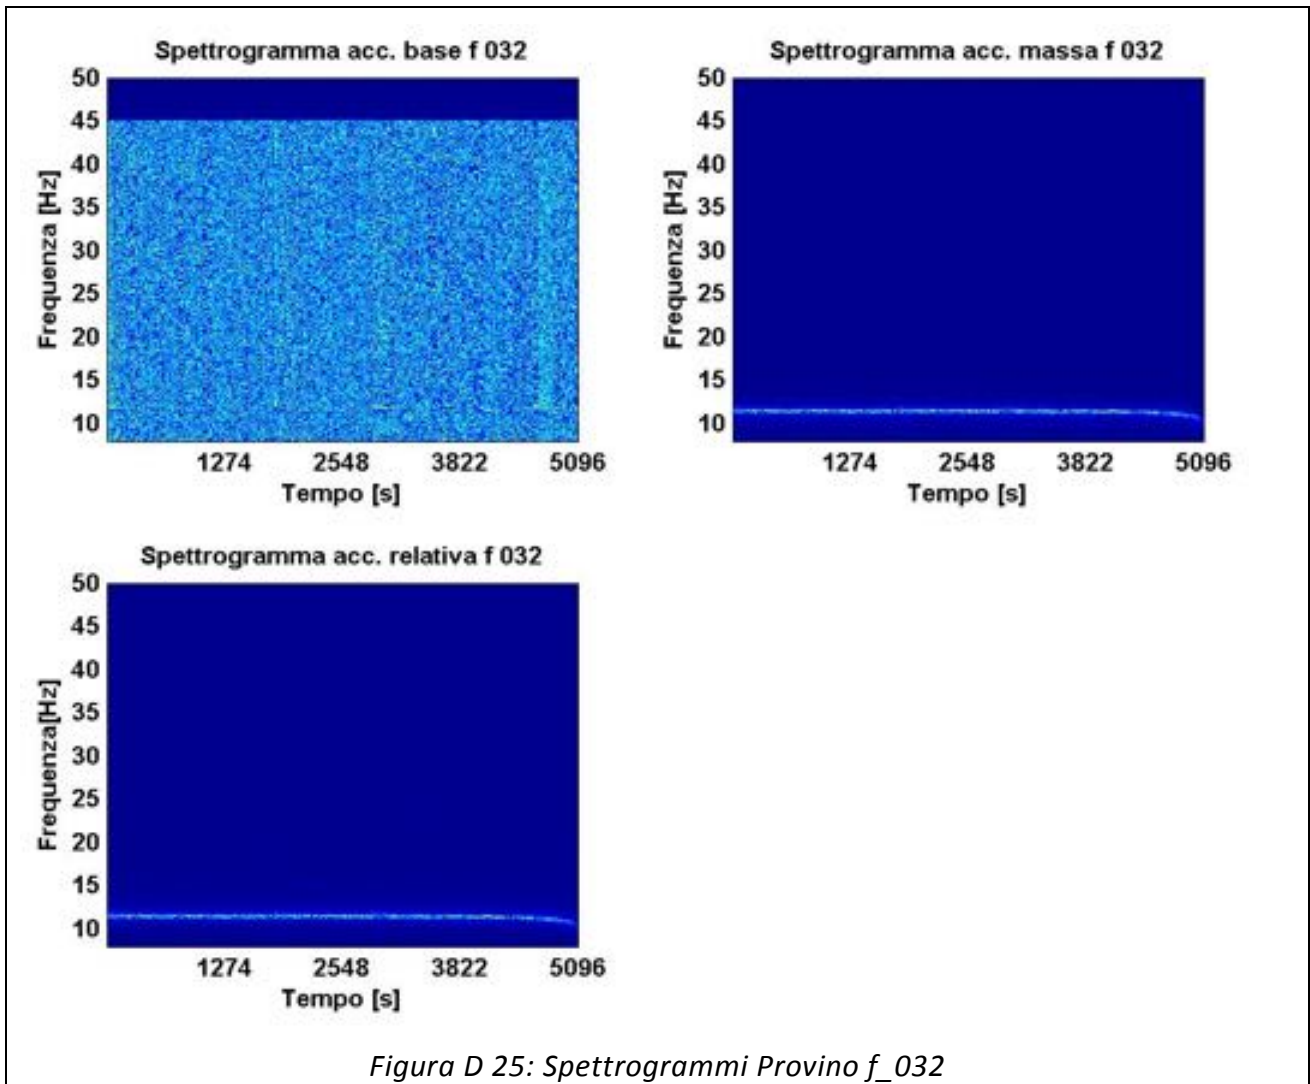 Spettrogramma acc. base f 032
50
45
40
35
30
25
20
15
10
Frequenza [Hz]
1274 2548 3822 5096
Tempo [s]
Spettrogramma acc. massa f 032
50
45
40
35
30
25
20
15
10
Frequenza [Hz]
1274 2548 3822 5096
Tempo [s]
Spettrogramma acc. relativa f 032
50
45
40
35
30
25
20
15
10
Frequenza[Hz]
1274 2548 3822 5096
Tempo [s]
Figura D 25: Spettrogrammi Provino f_032